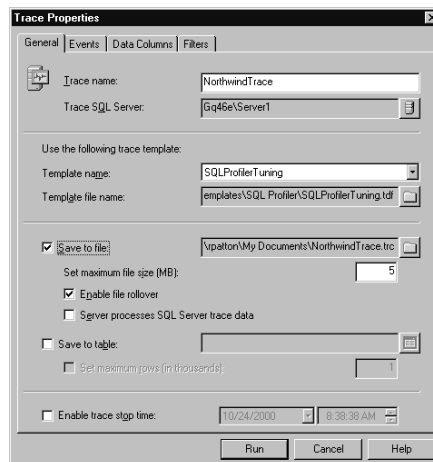 Trace Properties
General Events Data Columns Filters
Trace name: NorthwindTrace
Trace SQL Server: Gq46e\Server1
Use the following trace template:
Template name: SQLProfilerTuning
Template file name: emplates\SQL Profiler\SQLProfilerTuning.tdf
Save to file: \rpatton\My Documents\NorthwindTrace.trc
Set maximum file size (MB): 5
Enable file rollover
Server processes SQL Server trace data
Save to table:
Set maximum rows (in thousands): 1
Enable trace stop time: 10/24/2000 8:38:38 AM
Run Cancel Help